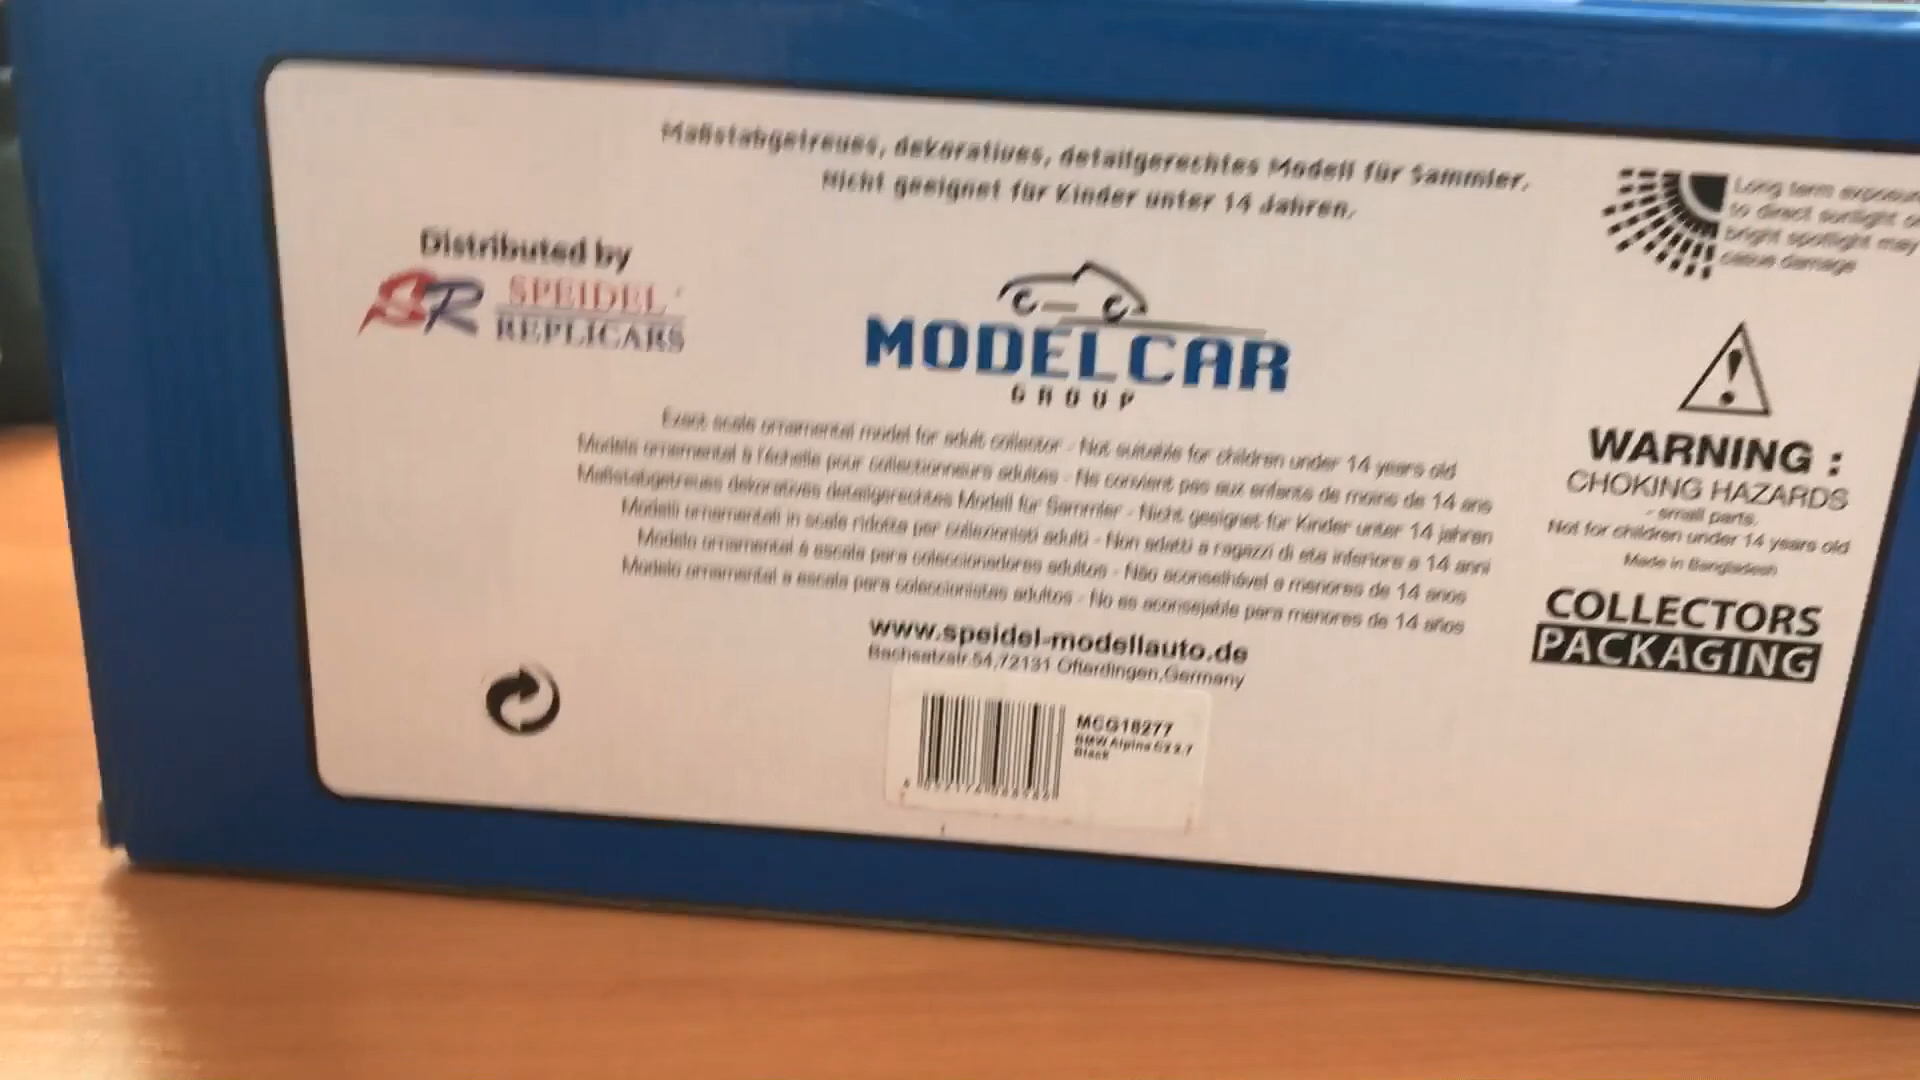 Maßstabgetreues, dekoratives, detailgerechtes Modell für Sammler.
Nicht geeignet für Kinder unter 14 Jahren.
Long term exposur
to direct sunlight o
bright spotlight may
cause damage
Distributed by
SR SPEIDEL
REPLICARS
MODELCAR
GROUP
Exact scale ornamental model for adult collector - Not suitable for children under 14 years old
Modèle ornemental à l'échelle pour collectionneurs adultes - Ne convient pas aux enfants de moins de 14 ans
Maßstabgetreues dekoratives detailgerechtes Modell für Sammler - Nicht geeignet für Kinder unter 14 jahren
Modelli ornamentali in scala ridotta per collezionisti adulti - Non adatti a ragazzi di eta inferiore a 14 anni
Modelo ornamental à escala para coleccionadores adultos - Não aconselhável a menores de 14 anos
Modelo ornamental a escala para coleccionistas adultos - No es aconsejable para menores de 14 años
www.speidel-modellauto.de
Bachsatzstr.54,72131 Ofterdingen,Germany
WARNING :
CHOKING HAZARDS
- small parts.
Not for children under 14 years old
Made in Bangladesh
COLLECTORS
PACKAGING
MCG18277
BMW Alpina
Black